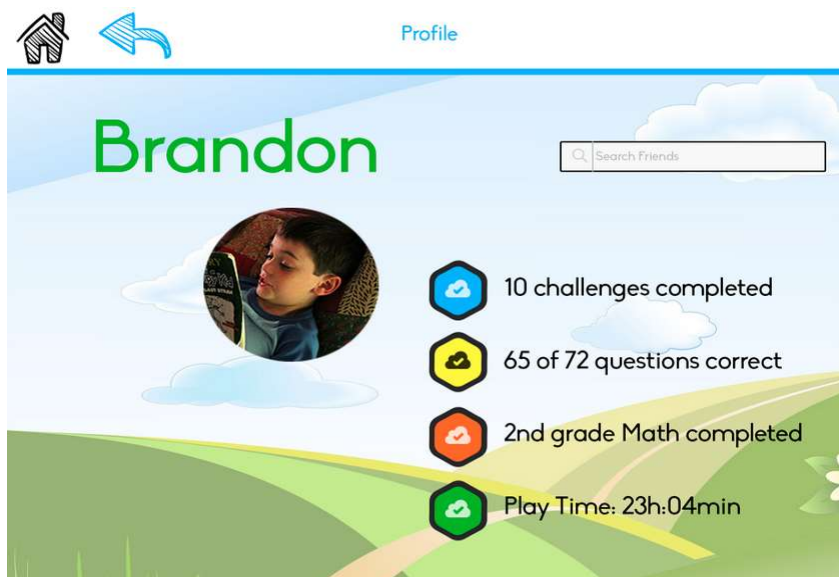 Profile
Brandon
Search Friends
10 challenges completed
65 of 72 questions correct
2nd grade Math completed
Play Time: 23h:04min